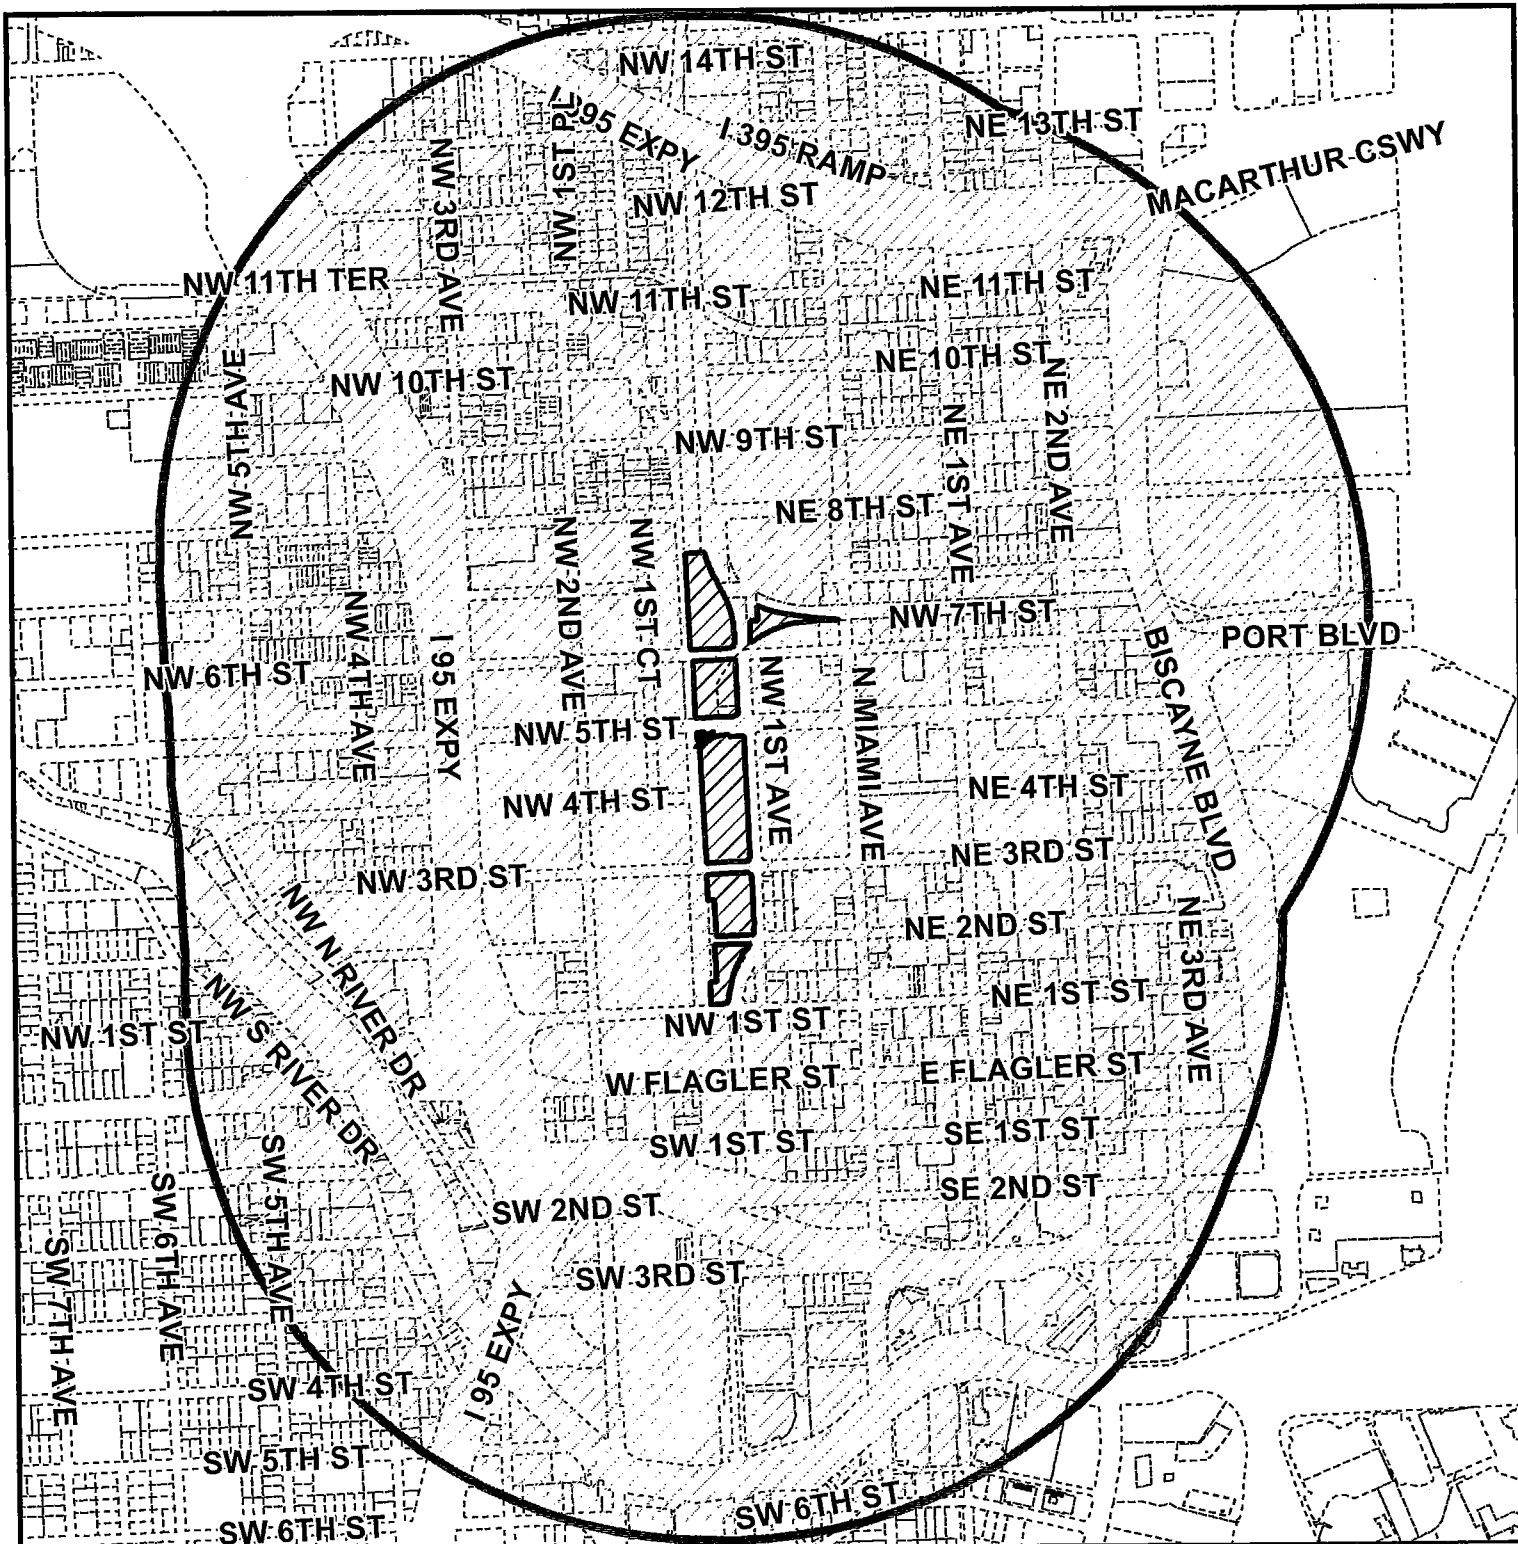 NW 14TH ST
I 395 EXPY
I 395 RAMP
NE 13TH ST
MACARTHUR CSWY
NW 1ST PL
NW 3RD AVE
NW 12TH ST
NW 11TH TER
NW 11TH ST
NE 11TH ST
NW 5TH AVE
NW 10TH ST
NE 10TH ST
NE 2ND AVE
NW 9TH ST
NE 1ST AVE
NE 8TH ST
NW 2ND AVE
NW 1ST CT
NW 7TH ST
NW 4TH AVE
I 95 EXPY
PORT BLVD
BISCAYNE BLVD
NW 6TH ST
NW 1ST AVE
N MIAMI AVE
NW 5TH ST
NW 4TH ST
NE 4TH ST
NE 3RD ST
NW 3RD ST
NW N RIVER DR
NE 2ND ST
NE 3RD AVE
NW S RIVER DR
NE 1ST ST
NW 1ST ST
NW 1ST ST
W FLAGLER ST
E FLAGLER ST
SW 1ST ST
SE 1ST ST
SW 5TH AVE
SW 6TH AVE
SE 2ND ST
SW 2ND ST
SW 7TH AVE
SW 3RD ST
I 95 EXPY
SW 4TH ST
SW 5TH ST
SW 6TH ST
SW 6TH ST